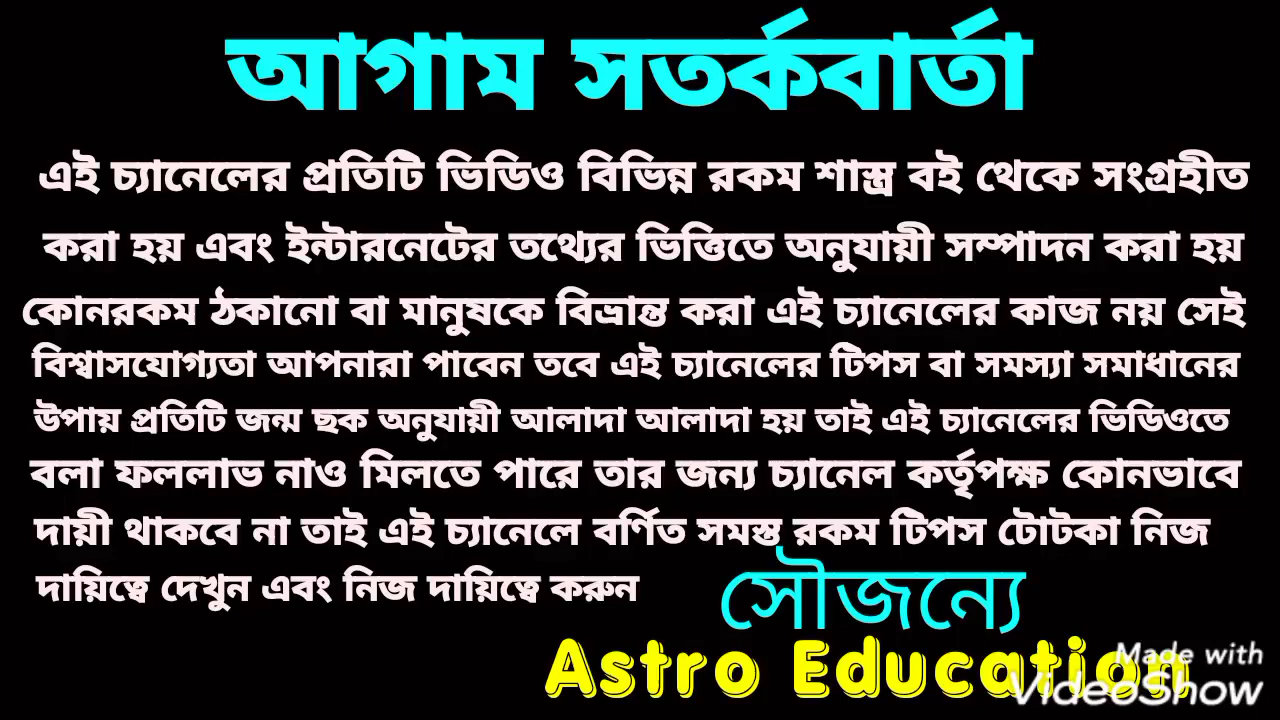 আগাম সতর্কবার্তা
এই চ্যানেলের প্রতিটি ভিডিও বিভিন্ন রকম শাস্ত্র বই থেকে সংগ্রহীত
করা হয় এবং ইন্টারনেটের তথ্যের ভিত্তিতে অনুযায়ী সম্পাদন করা হয়
কোনরকম ঠকানো বা মানুষকে বিভ্রান্ত করা এই চ্যানেলের কাজ নয় সেই
বিশ্বাসযোগ্যতা আপনারা পাবেন তবে এই চ্যানেলের টিপস বা সমস্যা সমাধানের
উপায় প্রতিটি জন্ম ছক অনুযায়ী আলাদা আলাদা হয় তাই এই চ্যানেলের ভিডিওতে
বলা ফললাভ নাও মিলতে পারে তার জন্য চ্যানেল কর্তৃপক্ষ কোনভাবে
দায়ী থাকবে না তাই এই চ্যানেলে বর্ণিত সমস্ত রকম টিপস টোটকা নিজ
দায়িত্বে দেখুন এবং নিজ দায়িত্বে করুন
সৌজন্যে
Astro Education
Made with
VideoShow